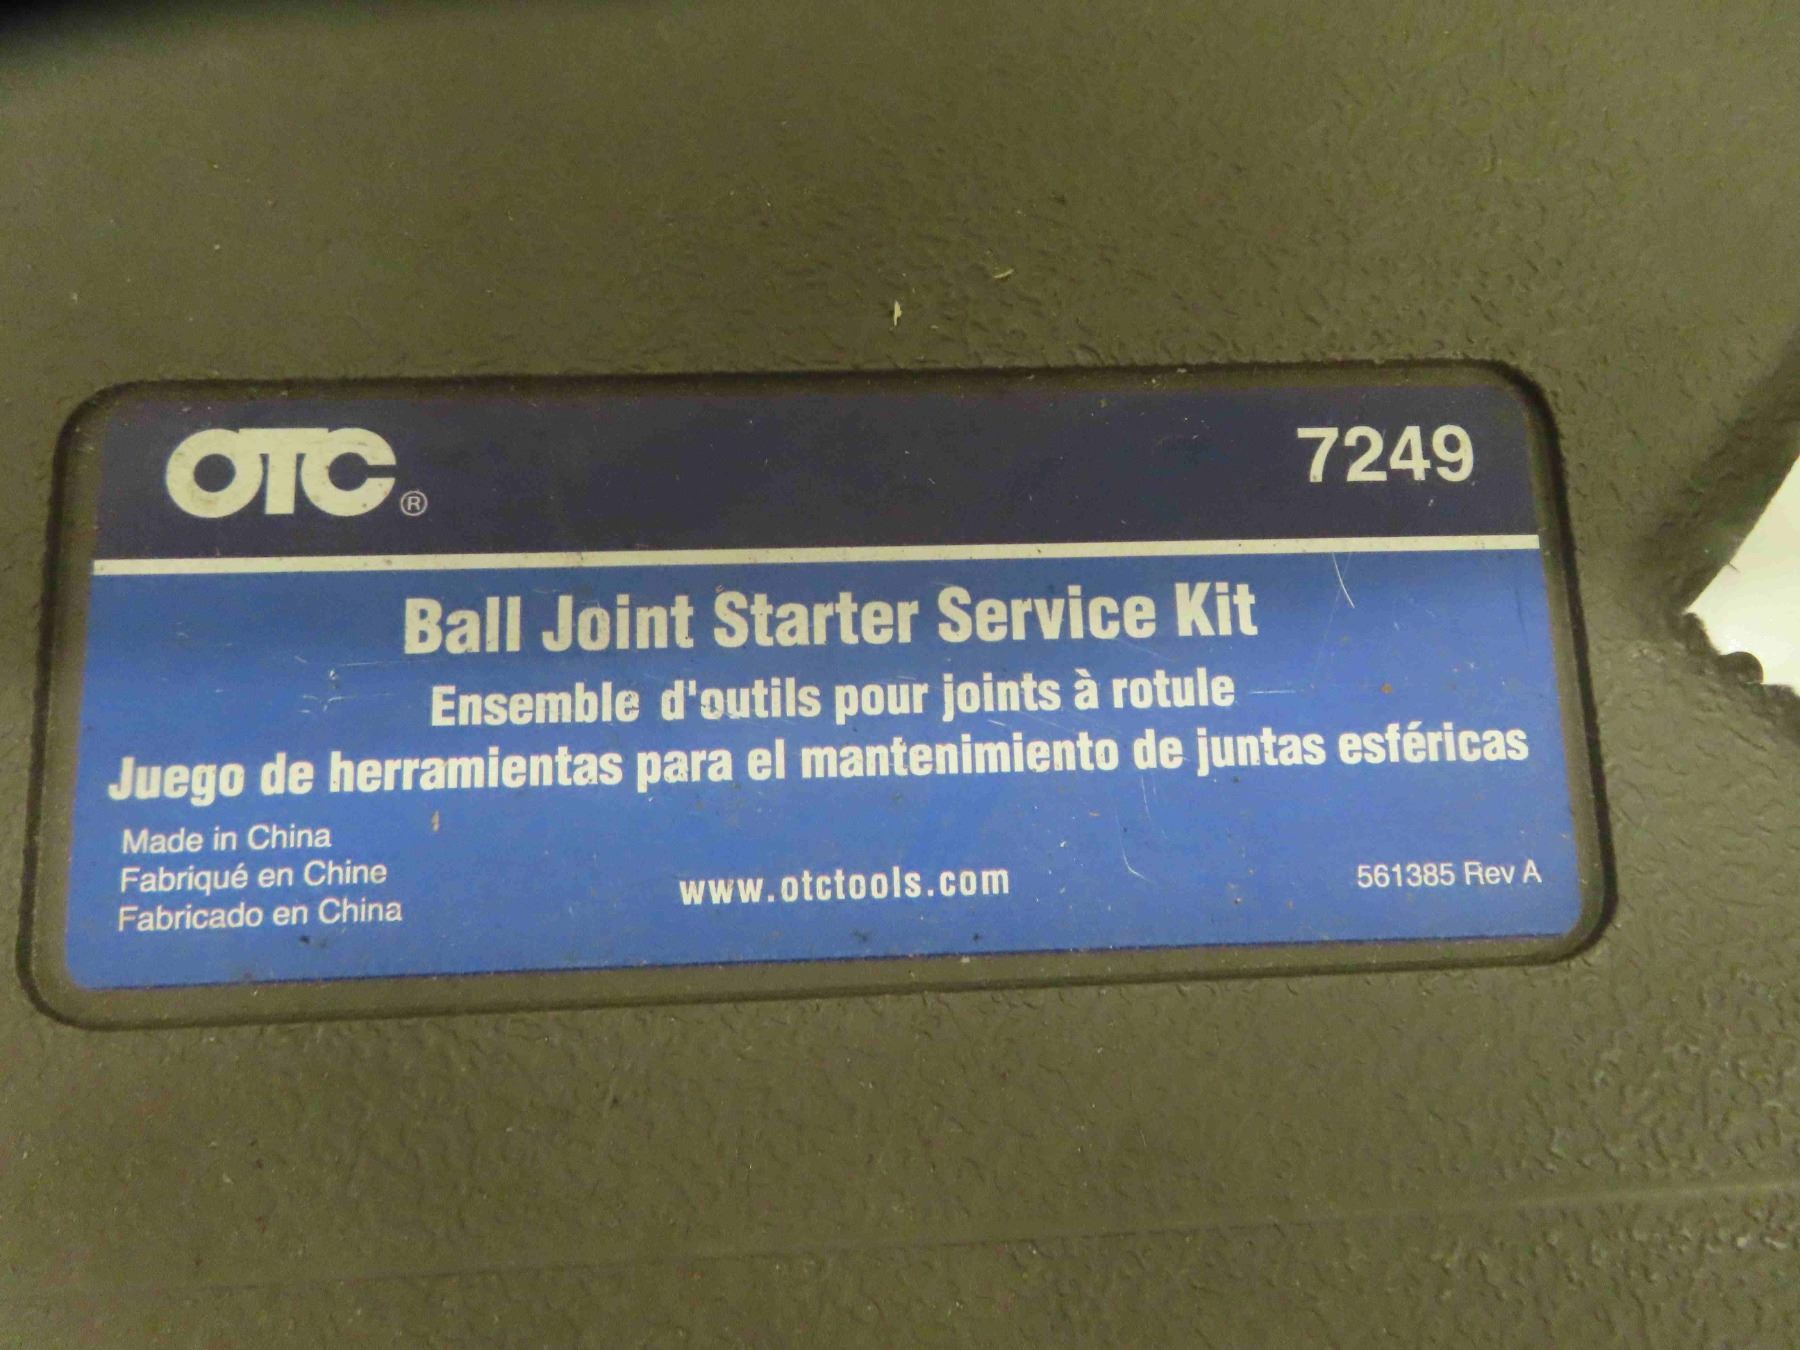 OTC®
7249
Ball Joint Starter Service Kit
Ensemble d'outils pour joints à rotule
Juego de herramientas para el mantenimiento de juntas esféricas
Made in China
Fabriqué en Chine
Fabricado en China
www.otctools.com
561385 Rev A